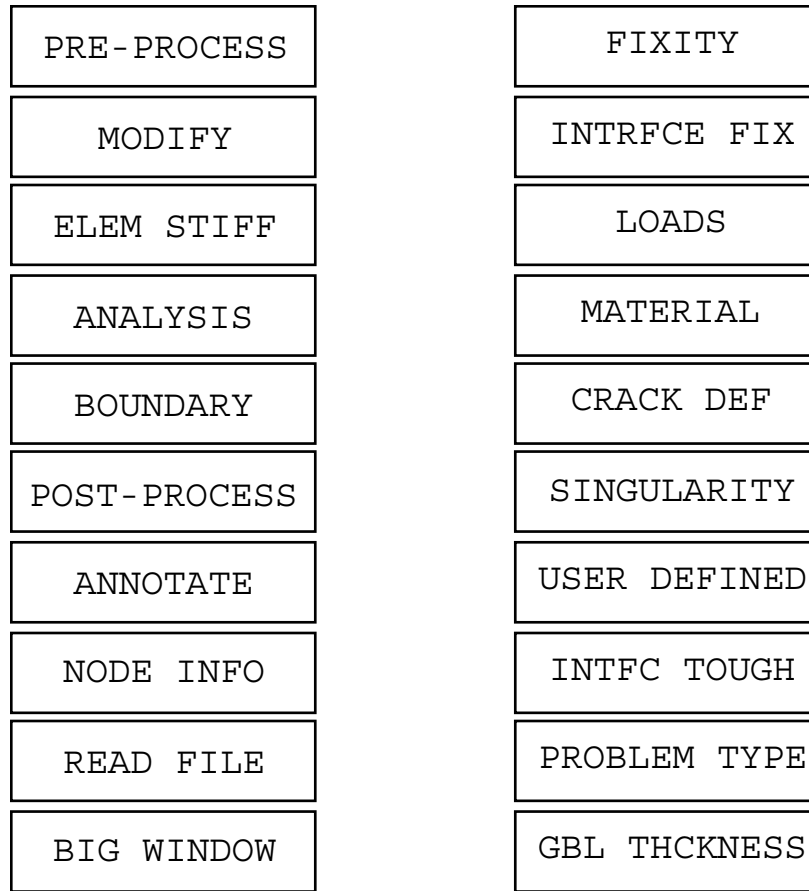 PRE-PROCESS
MODIFY
ELEM STIFF
ANALYSIS
BOUNDARY
POST-PROCESS
ANNOTATE
NODE INFO
READ FILE
BIG WINDOW
FIXITY
INTRFCE FIX
LOADS
MATERIAL
CRACK DEF
SINGULARITY
USER DEFINED
INTFC TOUGH
PROBLEM TYPE
GBL THCKNESS